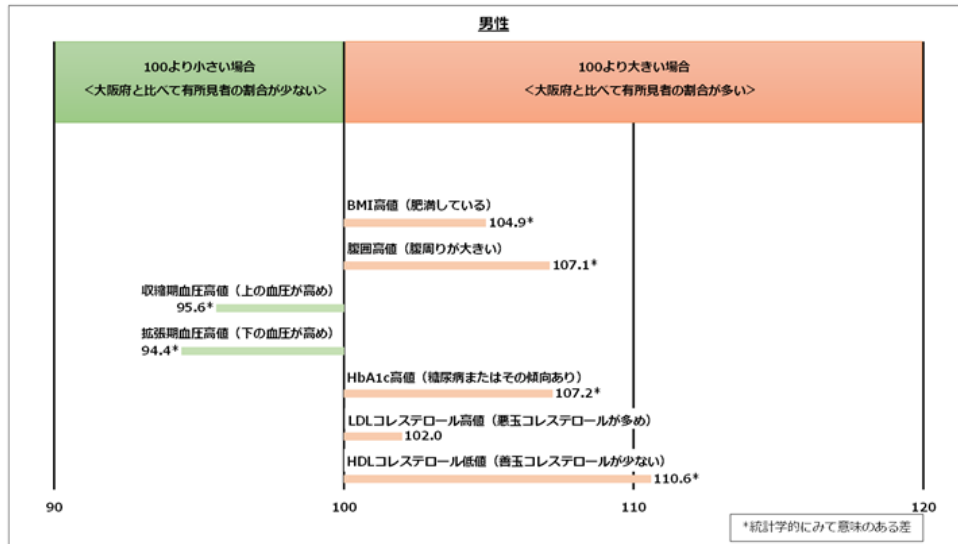 男性
100より小さい場合
<大阪府と比べて有所見者の割合が少ない>
100より大きい場合
<大阪府と比べて有所見者の割合が多い>
BMI高値（肥満している）
104.9*
腹囲高値（腹周りが大きい）
107.1*
収縮期血圧高値（上の血圧が高め）
95.6*
拡張期血圧高値（下の血圧が高め）
94.4*
HbA1c高値（糖尿病またはその傾向あり）
107.2*
LDLコレステロール高値（悪玉コレステロールが多め）
102.0
HDLコレステロール低値（善玉コレステロールが少ない）
110.6*
90
100
110
120
*統計学的にみて意味のある差